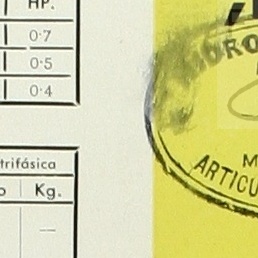 HP.
0·7
0·5
0·4
trifásica
Kg.
—
ARTICU